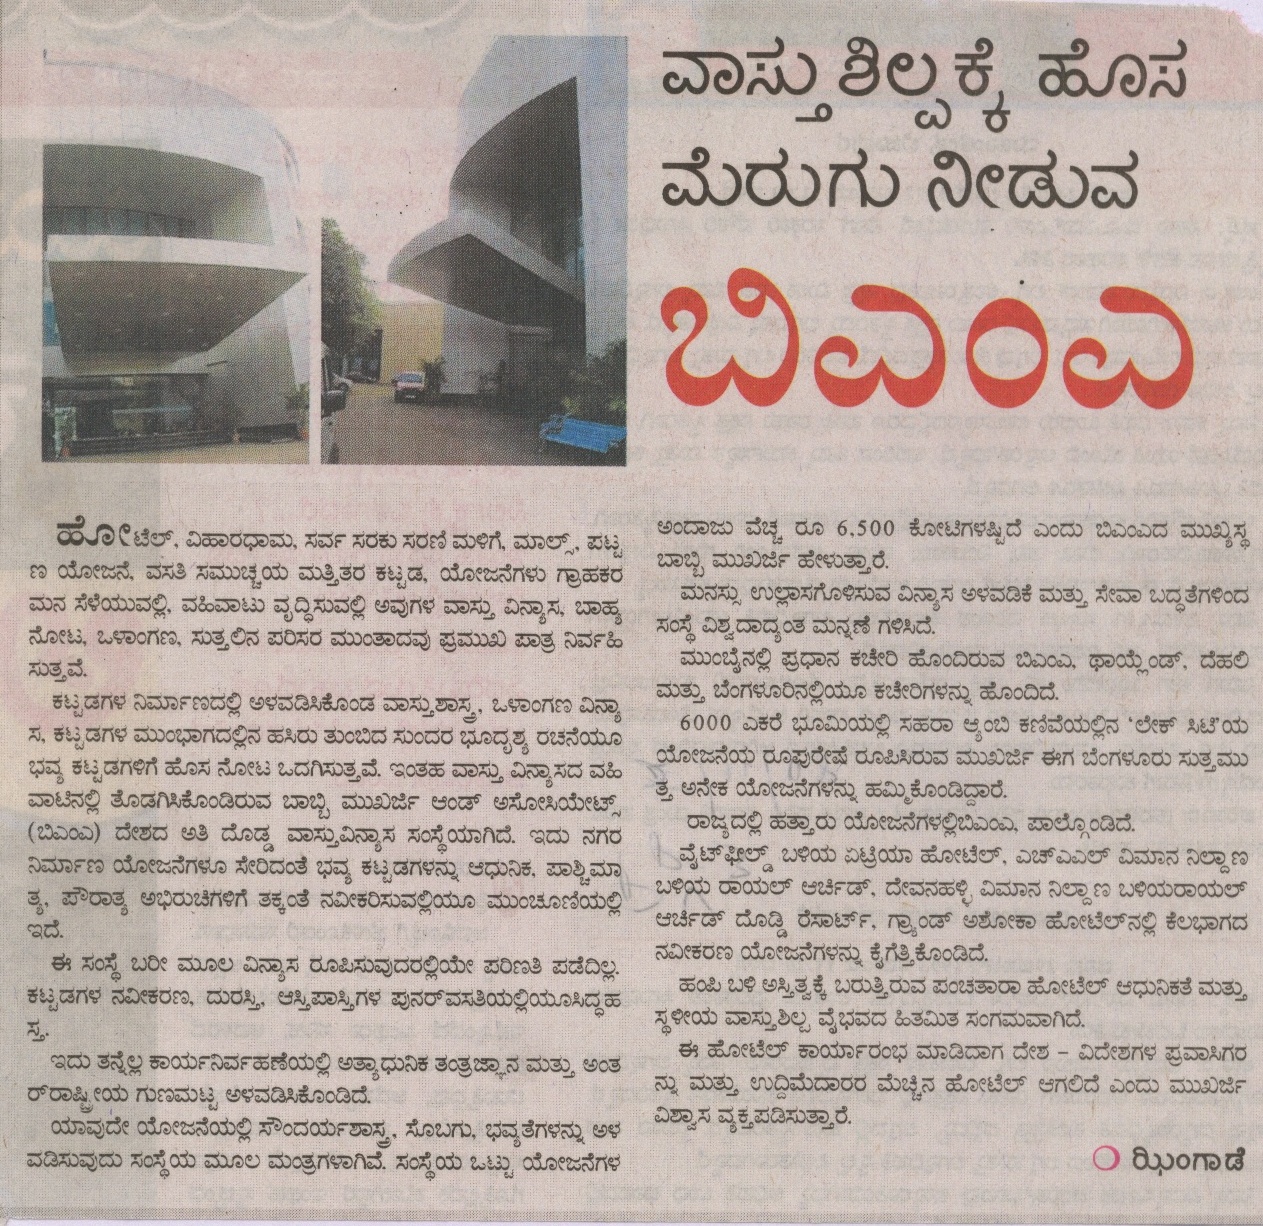 ವಾಸ್ತು ಶಿಲ್ಪಕ್ಕೆ ಹೊಸ
ಮೆರುಗು ನೀಡುವ
ಬಿಎಂಎ
ಹೋಟೆಲ್, ವಿಹಾರಧಾಮ, ಸರ್ವ ಸರಕು ಸರಣಿ ಮಳಿಗೆ, ಮಾಲ್ಸ್, ಪಟ್ಟ
ಣ ಯೋಜನೆ, ವಸತಿ ಸಮುಚ್ಚಯ ಮತ್ತಿತರ ಕಟ್ಟಡ, ಯೋಜನೆಗಳು ಗ್ರಾಹಕರ
ಮನ ಸೆಳೆಯುವಲ್ಲಿ, ವಹಿವಾಟು ವೃದ್ಧಿಸುವಲ್ಲಿ ಅವುಗಳ ವಾಸ್ತು ವಿನ್ಯಾಸ, ಬಾಹ್ಯ
ನೋಟ, ಒಳಾಂಗಣ, ಸುತ್ತಲಿನ ಪರಿಸರ ಮುಂತಾದವು ಪ್ರಮುಖ ಪಾತ್ರ ನಿರ್ವಹಿ
ಸುತ್ತವೆ.
ಕಟ್ಟಡಗಳ ನಿರ್ಮಾಣದಲ್ಲಿ ಅಳವಡಿಸಿಕೊಂಡ ವಾಸ್ತುಶಾಸ್ತ್ರ, ಒಳಾಂಗಣ ವಿನ್ಯಾ
ಸ, ಕಟ್ಟಡಗಳ ಮುಂಭಾಗದಲ್ಲಿನ ಹಸಿರು ತುಂಬಿದ ಸುಂದರ ಭೂದೃಶ್ಯ ರಚನೆಯೂ
ಭವ್ಯ ಕಟ್ಟಡಗಳಿಗೆ ಹೊಸ ನೋಟ ಒದಗಿಸುತ್ತವೆ. ಇಂತಹ ವಾಸ್ತು ವಿನ್ಯಾಸದ ವಹಿ
ವಾಟಿನಲ್ಲಿ ತೊಡಗಿಸಿಕೊಂಡಿರುವ ಬಾಬ್ಬಿ ಮುಖರ್ಜಿ ಆಂಡ್ ಅಸೋಸಿಯೇಟ್ಸ್
(ಬಿಎಂಎ) ದೇಶದ ಅತಿ ದೊಡ್ಡ ವಾಸ್ತುವಿನ್ಯಾಸ ಸಂಸ್ಥೆಯಾಗಿದೆ. ಇದು ನಗರ
ನಿರ್ಮಾಣ ಯೋಜನೆಗಳೂ ಸೇರಿದಂತೆ ಭವ್ಯ ಕಟ್ಟಡಗಳನ್ನು ಆಧುನಿಕ, ಪಾಶ್ಚಿಮಾ
ತ್ಯ, ಪೌರಾತ್ಯ ಅಭಿರುಚಿಗಳಿಗೆ ತಕ್ಕಂತೆ ನವೀಕರಿಸುವಲ್ಲಿಯೂ ಮುಂಚೂಣಿಯಲ್ಲಿ
ಇದೆ.
ಈ ಸಂಸ್ಥೆ ಬರೀ ಮೂಲ ವಿನ್ಯಾಸ ರೂಪಿಸುವುದರಲ್ಲಿಯೇ ಪರಿಣತಿ ಪಡೆದಿಲ್ಲ.
ಕಟ್ಟಡಗಳ ನವೀಕರಣ, ದುರಸ್ತಿ, ಆಸ್ತಿಪಾಸ್ತಿಗಳ ಪುನರ್‌ವಸತಿಯಲ್ಲಿಯೂಸಿದ್ಧಹ
ಸ್ತ.
ಇದು ತನ್ನೆಲ್ಲ ಕಾರ್ಯನಿರ್ವಹಣೆಯಲ್ಲಿ ಅತ್ಯಾಧುನಿಕ ತಂತ್ರಜ್ಞಾನ ಮತ್ತು ಅಂತ
ರ್‌ರಾಷ್ಟ್ರೀಯ ಗುಣಮಟ್ಟ ಅಳವಡಿಸಿಕೊಂಡಿದೆ.
ಯಾವುದೇ ಯೋಜನೆಯಲ್ಲಿ ಸೌಂದರ್ಯಶಾಸ್ತ್ರ, ಸೊಬಗು, ಭವ್ಯತೆಗಳನ್ನು ಅಳ
ವಡಿಸುವುದು ಸಂಸ್ಥೆಯ ಮೂಲ ಮಂತ್ರಗಳಾಗಿವೆ. ಸಂಸ್ಥೆಯ ಒಟ್ಟು ಯೋಜನೆಗಳ
ಅಂದಾಜು ವೆಚ್ಚ ರೂ 6,500 ಕೋಟಿಗಳಷ್ಟಿದೆ ಎಂದು ಬಿಎಂಎದ ಮುಖ್ಯಸ್ಥ
ಬಾಬ್ಬಿ ಮುಖರ್ಜಿ ಹೇಳುತ್ತಾರೆ.
ಮನಸ್ಸು ಉಲ್ಲಾಸಗೊಳಿಸುವ ವಿನ್ಯಾಸ ಅಳವಡಿಕೆ ಮತ್ತು ಸೇವಾ ಬದ್ಧತೆಗಳಿಂದ
ಸಂಸ್ಥೆ ವಿಶ್ವದಾದ್ಯಂತ ಮನ್ನಣೆ ಗಳಿಸಿದೆ.
ಮುಂಬೈನಲ್ಲಿ ಪ್ರಧಾನ ಕಚೇರಿ ಹೊಂದಿರುವ ಬಿಎಂಎ, ಥಾಯ್ಲೆಂಡ್, ದೆಹಲಿ
ಮತ್ತು ಬೆಂಗಳೂರಿನಲ್ಲಿಯೂ ಕಚೇರಿಗಳನ್ನು ಹೊಂದಿದೆ.
6000 ಎಕರೆ ಭೂಮಿಯಲ್ಲಿ ಸಹರಾ ಆ್ಯಂಬಿ ಕಣಿವೆಯಲ್ಲಿನ ‘ಲೇಕ್ ಸಿಟಿ’ಯ
ಯೋಜನೆಯ ರೂಪುರೇಷೆ ರೂಪಿಸಿರುವ ಮುಖರ್ಜಿ ಈಗ ಬೆಂಗಳೂರು ಸುತ್ತಮು
ತ್ತ ಅನೇಕ ಯೋಜನೆಗಳನ್ನು ಹಮ್ಮಿಕೊಂಡಿದ್ದಾರೆ.
ರಾಜ್ಯದಲ್ಲಿ ಹತ್ತಾರು ಯೋಜನೆಗಳಲ್ಲಿಬಿಎಂಎ, ಪಾಲ್ಗೊಂಡಿದೆ.
ವೈಟ್‌ಫೀಲ್ಡ್ ಬಳಿಯ ಏಟ್ರಿಯಾ ಹೋಟೆಲ್, ಎಚ್‌ಎಎಲ್ ವಿಮಾನ ನಿಲ್ದಾಣ
ಬಳಿಯ ರಾಯಲ್ ಆರ್ಚಿಡ್, ದೇವನಹಳ್ಳಿ ವಿಮಾನ ನಿಲ್ದಾಣ ಬಳಿಯರಾಯಲ್
ಆರ್ಚಿಡ್ ದೊಡ್ಡಿ ರೆಸಾರ್ಟ್, ಗ್ರ್ಯಾಂಡ್ ಅಶೋಕಾ ಹೋಟೆಲ್‌ನಲ್ಲಿ ಕೆಲಭಾಗದ
ನವೀಕರಣ ಯೋಜನೆಗಳನ್ನು ಕೈಗೆತ್ತಿಕೊಂಡಿದೆ.
ಹಂಪಿ ಬಳಿ ಅಸ್ತಿತ್ವಕ್ಕೆ ಬರುತ್ತಿರುವ ಪಂಚತಾರಾ ಹೋಟೆಲ್ ಆಧುನಿಕತೆ ಮತ್ತು
ಸ್ಥಳೀಯ ವಾಸ್ತುಶಿಲ್ಪ ವೈಭವದ ಹಿತಮಿತ ಸಂಗಮವಾಗಿದೆ.
ಈ ಹೋಟೆಲ್ ಕಾರ್ಯಾರಂಭ ಮಾಡಿದಾಗ ದೇಶ – ವಿದೇಶಗಳ ಪ್ರವಾಸಿಗರ
ನ್ನು ಮತ್ತು ಉದ್ದಿಮೆದಾರರ ಮೆಚ್ಚಿನ ಹೋಟೆಲ್ ಆಗಲಿದೆ ಎಂದು ಮುಖರ್ಜಿ
ವಿಶ್ವಾಸ ವ್ಯಕ್ತಪಡಿಸುತ್ತಾರೆ.
ಝಿಂಗಾಡೆ